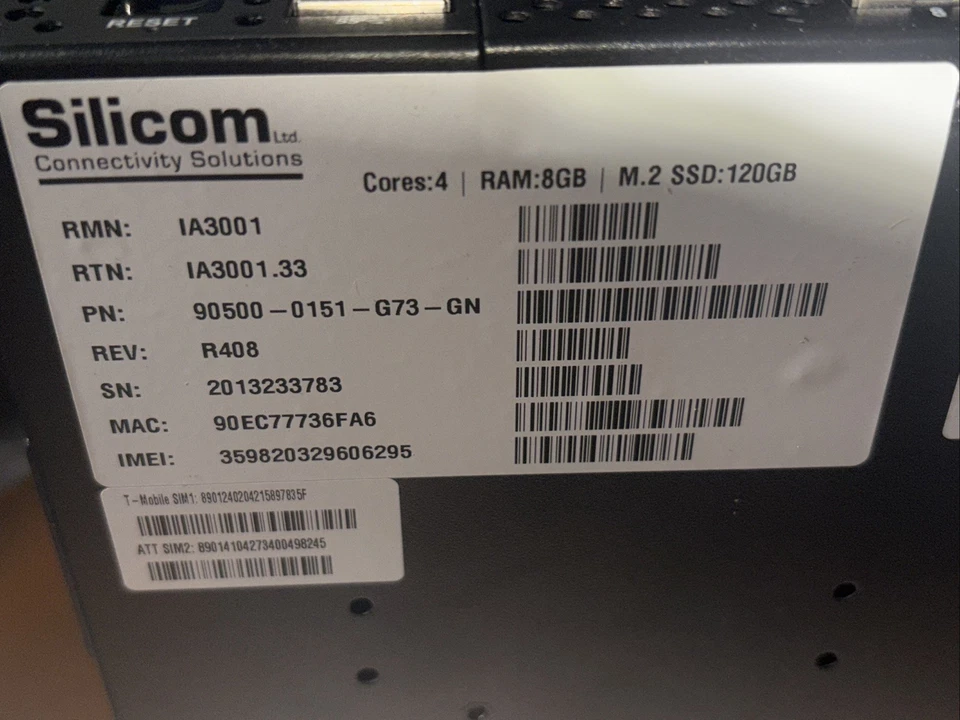 RESET
Silicom Ltd.
Connectivity Solutions
Cores:4 | RAM:8GB | M.2 SSD:120GB
RMN: IA3001
RTN: IA3001.33
PN: 90500-0151-G73-GN
REV: R408
SN: 2013233783
MAC: 90EC77736FA6
IMEI: 359820329606295
T-Mobile SIM1: 8901240204215897835F
ATT SIM2: 89014104273400498245